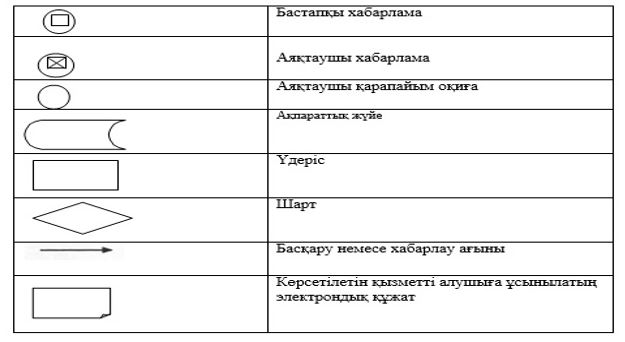 Бастапқы хабарлама
Аяқтаушы хабарлама
Аяқтаушы қарапайым оқиға
Ақпараттық жүйе
Үдеріс
Шарт
Басқару немесе хабарлау ағыны
Көрсетілетін қызметті алушыға ұсынылатың
электрондық құжат